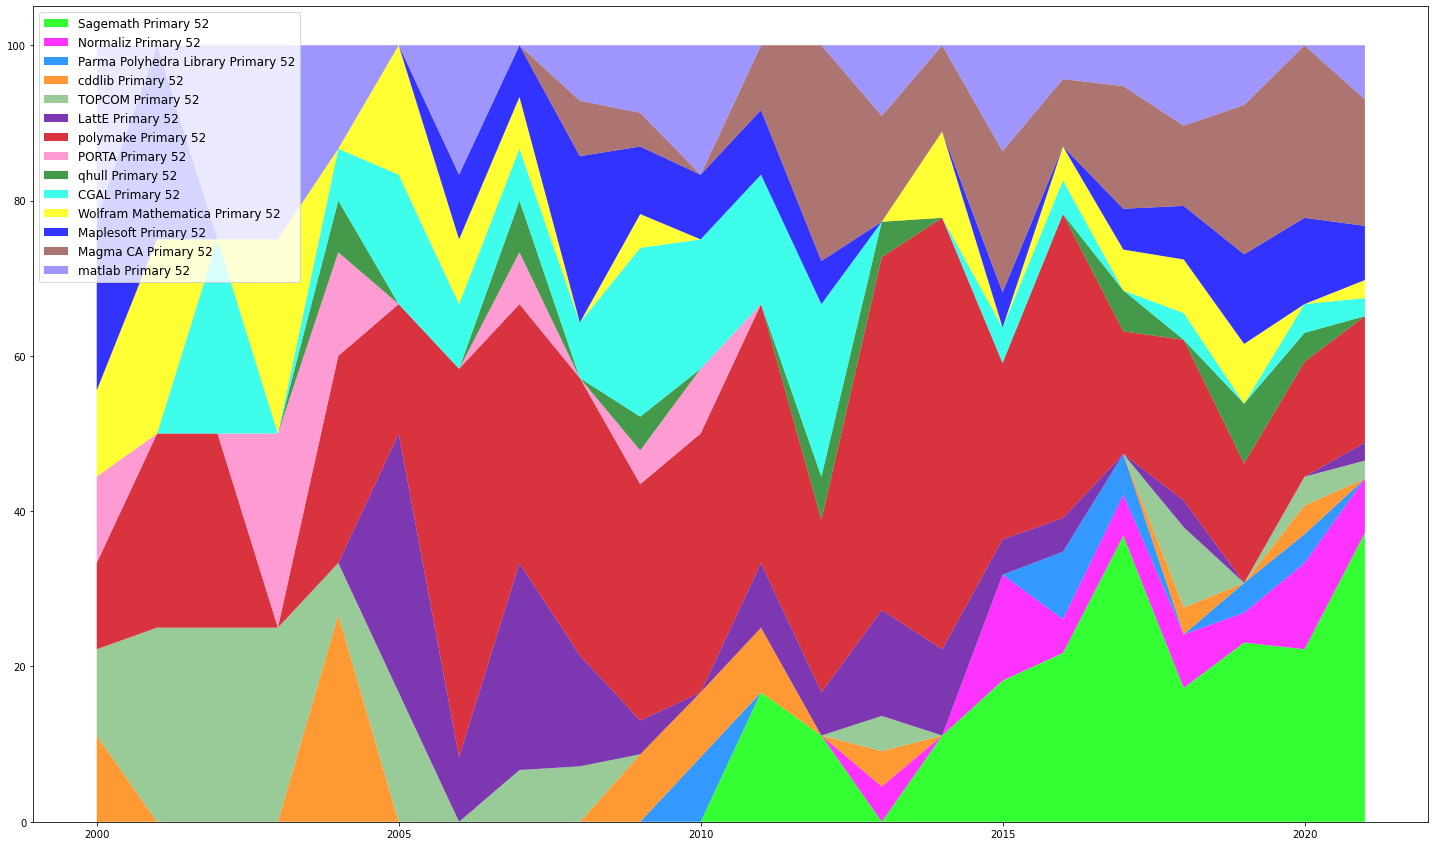 Sagemath Primary 52
Normaliz Primary 52
Parma Polyhedra Library Primary 52
cddlib Primary 52
TOPCOM Primary 52
LattE Primary 52
polymake Primary 52
PORTA Primary 52
qhull Primary 52
CGAL Primary 52
Wolfram Mathematica Primary 52
Maplesoft Primary 52
Magma CA Primary 52
matlab Primary 52
100
80
60
40
20
0
2000 2005 2010 2015 2020